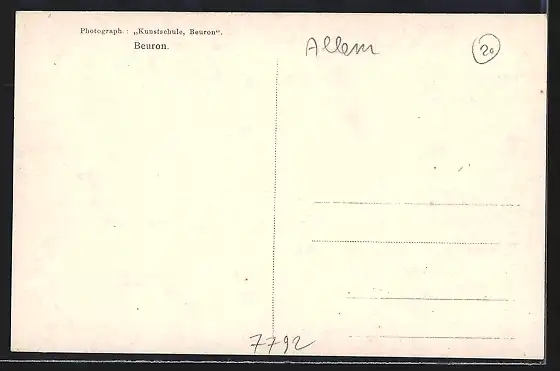 Photograph. : „Kunstschule, Beuron".
Beuron.
Allem
20
7792